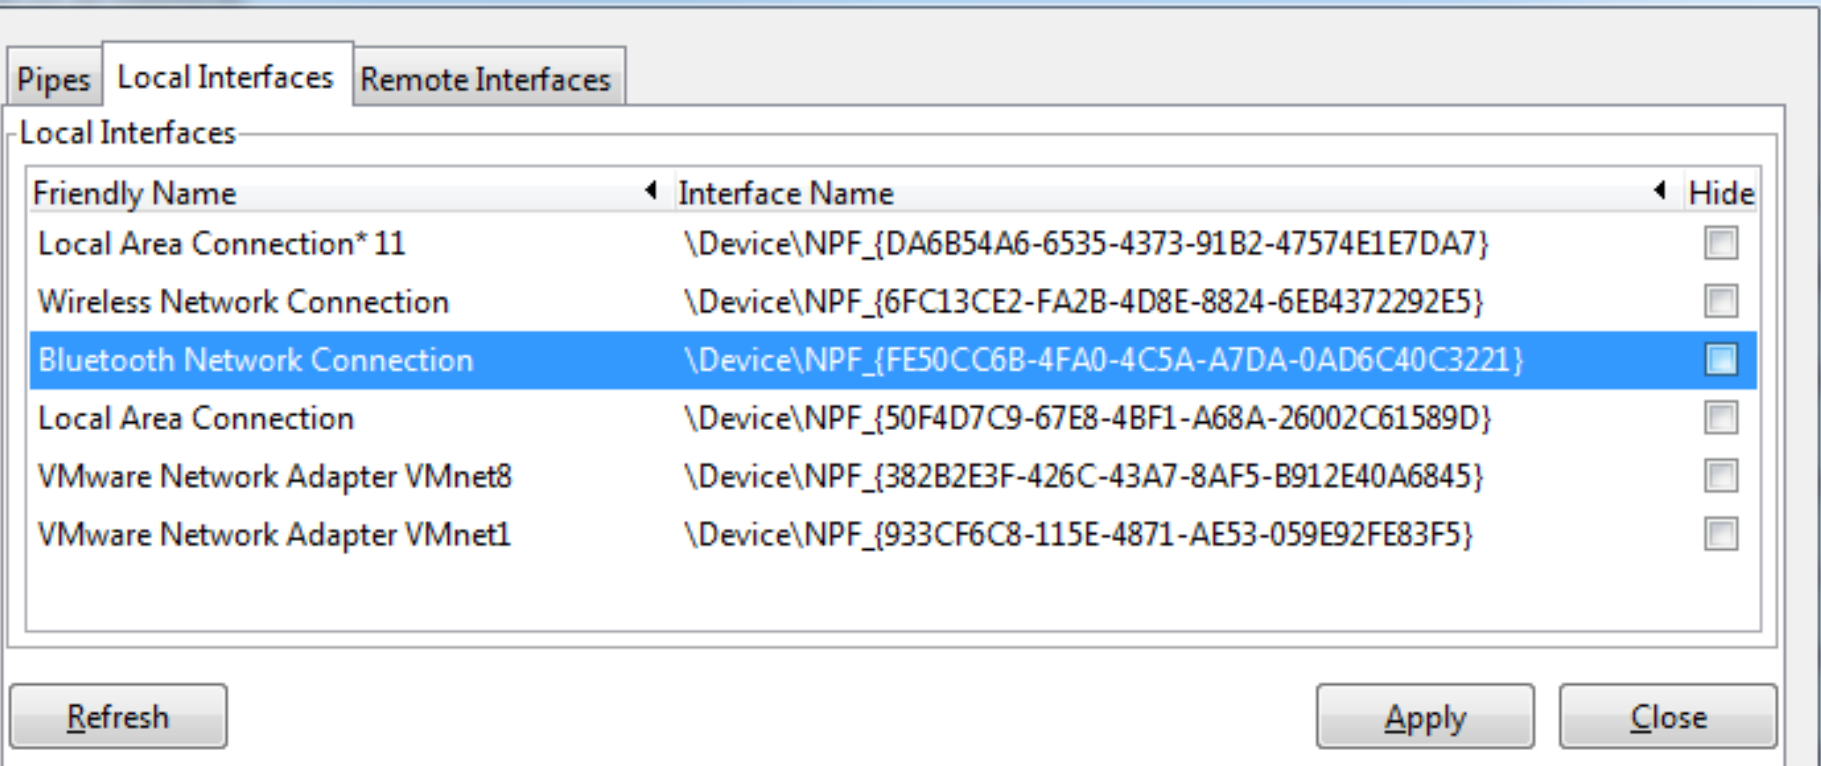 Pipes Local Interfaces Remote Interfaces
Local Interfaces
Friendly Name Interface Name Hide
Local Area Connection* 11 \Device\NPF_{DA6B54A6-6535-4373-91B2-47574E1E7DA7}
Wireless Network Connection \Device\NPF_{6FC13CE2-FA2B-4D8E-8824-6EB4372292E5}
Bluetooth Network Connection \Device\NPF_{FE50CC6B-4FA0-4C5A-A7DA-0AD6C40C3221}
Local Area Connection \Device\NPF_{50F4D7C9-67E8-4BF1-A68A-26002C61589D}
VMware Network Adapter VMnet8 \Device\NPF_{382B2E3F-426C-43A7-8AF5-B912E40A6845}
VMware Network Adapter VMnet1 \Device\NPF_{933CF6C8-115E-4871-AE53-059E92FE83F5}
Refresh Apply Close